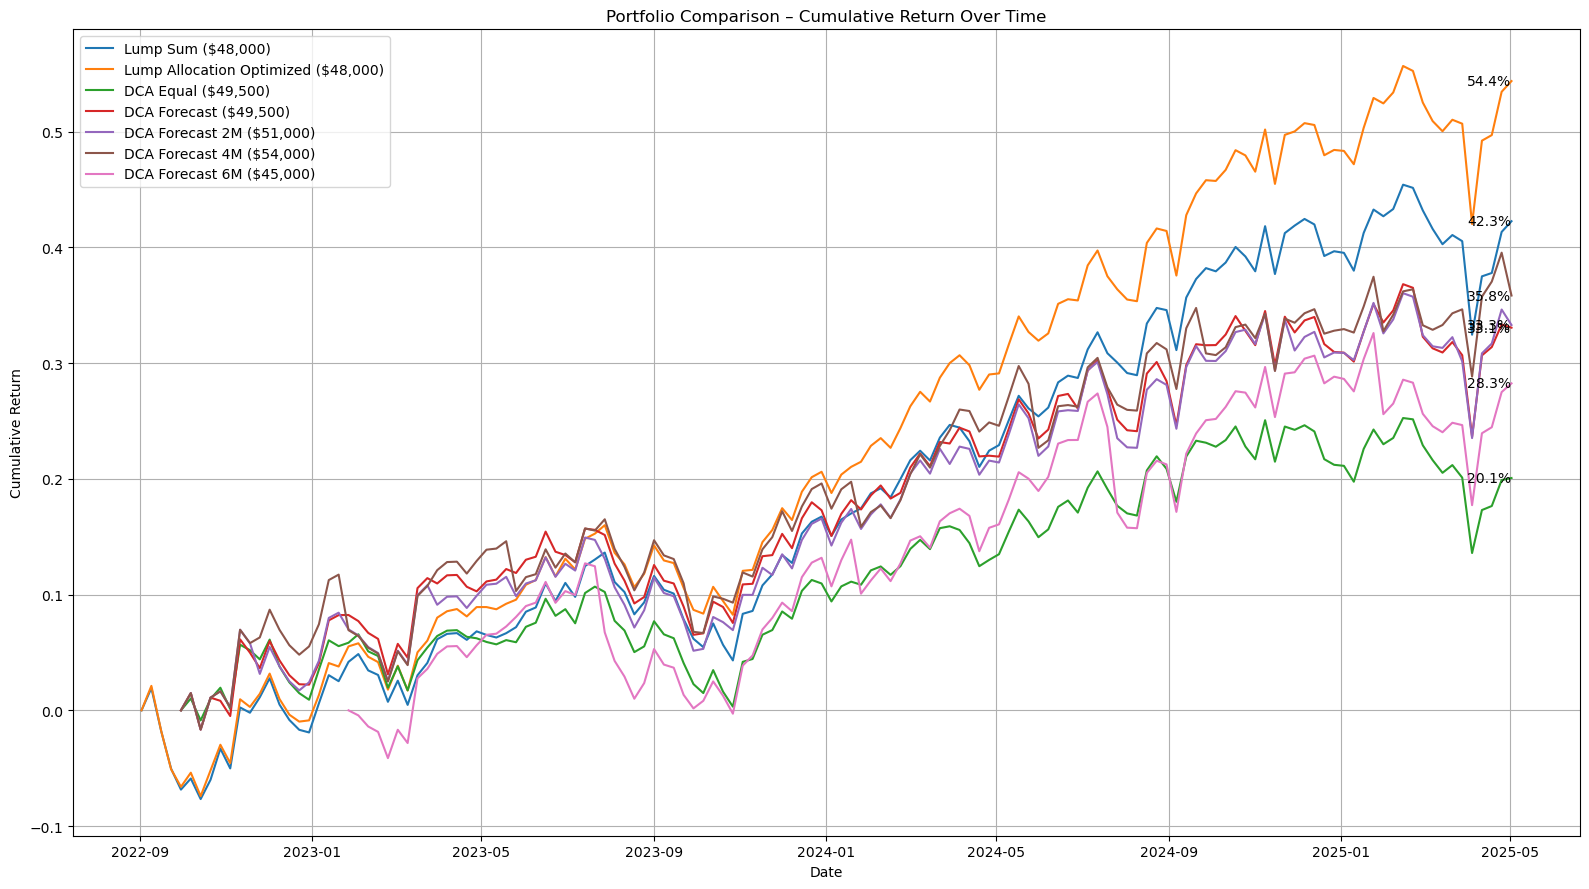 Portfolio Comparison – Cumulative Return Over Time
Lump Sum ($48,000)
Lump Allocation Optimized ($48,000)
DCA Equal ($49,500)
DCA Forecast ($49,500)
DCA Forecast 2M ($51,000)
DCA Forecast 4M ($54,000)
DCA Forecast 6M ($45,000)
54.4%
42.3%
35.8%
33.3%
33.1%
28.3%
20.1%
Cumulative Return
0.5
0.4
0.3
0.2
0.1
0.0
−0.1
2022-09
2023-01
2023-05
2023-09
2024-01
2024-05
2024-09
2025-01
2025-05
Date